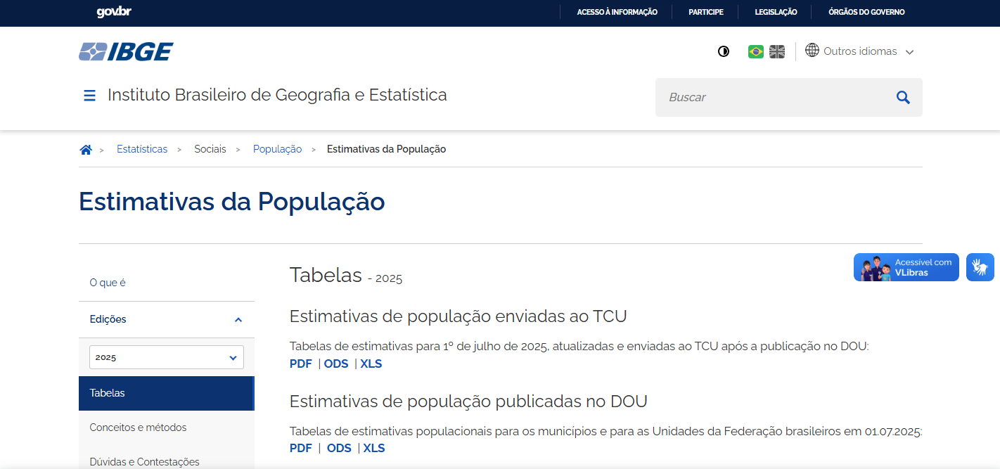 gov.br
ACESSO À INFORMAÇÃO
PARTICIPE
LEGISLAÇÃO
ÓRGÃOS DO GOVERNO
IBGE
Outros idiomas
Instituto Brasileiro de Geografia e Estatística
Buscar
> Estatísticas > Sociais > População > Estimativas da População
Estimativas da População
Acessível com
VLibras
O que é
Edições
2025
Tabelas
Conceitos e métodos
Dúvidas e Contestações
Tabelas - 2025
Estimativas de população enviadas ao TCU
Tabelas de estimativas para 1º de julho de 2025, atualizadas e enviadas ao TCU após a publicação no DOU:
PDF | ODS | XLS
Estimativas de população publicadas no DOU
Tabelas de estimativas populacionais para os municípios e para as Unidades da Federação brasileiros em 01.07.2025:
PDF | ODS | XLS